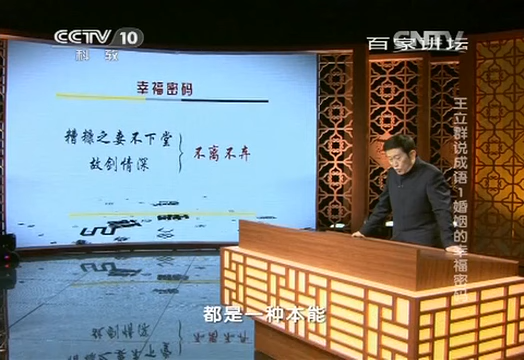 CCTV 10
科教
CNTV
百家讲坛
幸福密码
糟糠之妻不下堂
故剑情深
不离不弃
王立群说成语1婚姻的幸福密码
都是一种本能